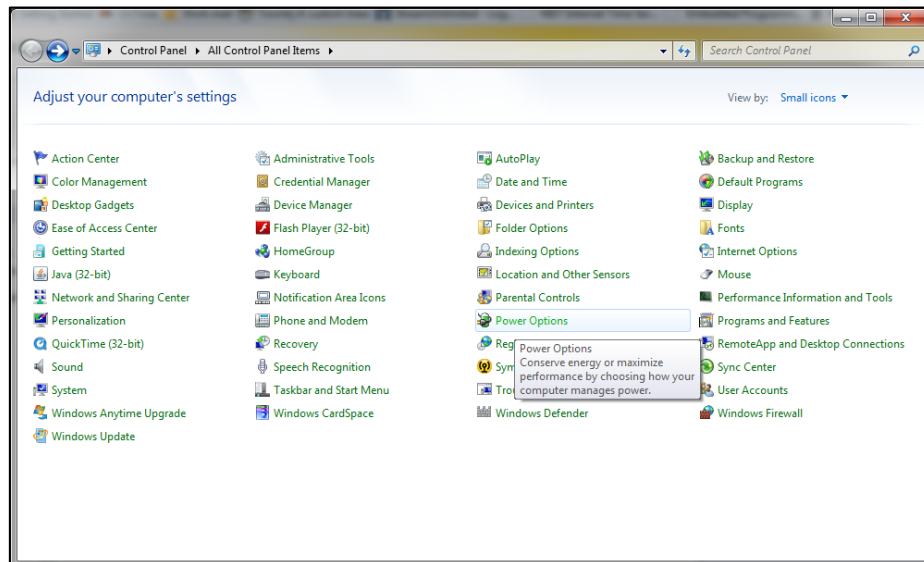 Control Panel ▸ All Control Panel Items ▸
Search Control Panel
Adjust your computer's settings
View by: Small icons
Action Center
Administrative Tools
AutoPlay
Backup and Restore
Color Management
Credential Manager
Date and Time
Default Programs
Desktop Gadgets
Device Manager
Devices and Printers
Display
Ease of Access Center
Flash Player (32-bit)
Folder Options
Fonts
Getting Started
HomeGroup
Indexing Options
Internet Options
Java (32-bit)
Keyboard
Location and Other Sensors
Mouse
Network and Sharing Center
Notification Area Icons
Parental Controls
Performance Information and Tools
Personalization
Phone and Modem
Power Options
Programs and Features
QuickTime (32-bit)
Recovery
Reg
RemoteApp and Desktop Connections
Sound
Speech Recognition
Sym
Sync Center
System
Taskbar and Start Menu
Tro
User Accounts
Windows Anytime Upgrade
Windows CardSpace
Windows Defender
Windows Firewall
Windows Update
Power Options
Conserve energy or maximize
performance by choosing how your
computer manages power.